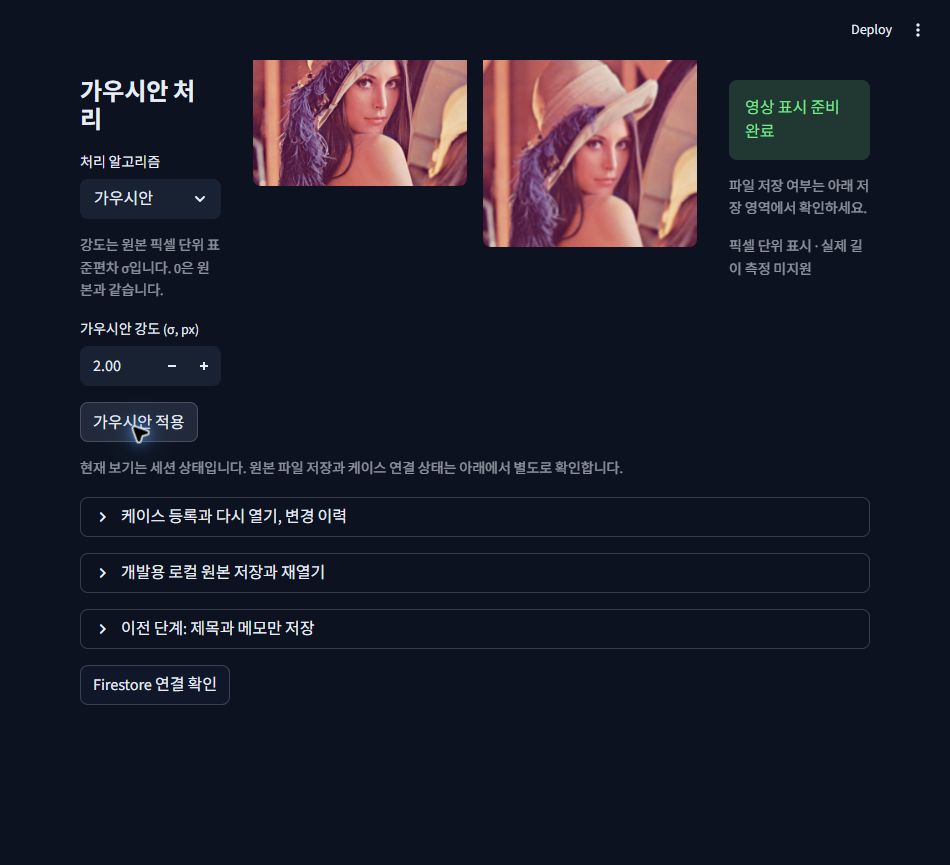 Deploy
가우시안 처
리
처리 알고리즘
가우시안
강도는 원본 픽셀 단위 표
준편차 σ입니다. 0은 원
본과 같습니다.
가우시안 강도 (σ, px)
2.00
가우시안 적용
영상 표시 준비
완료
파일 저장 여부는 아래 저
장 영역에서 확인하세요.
픽셀 단위 표시 · 실제 길
이 측정 미지원
현재 보기는 세션 상태입니다. 원본 파일 저장과 케이스 연결 상태는 아래에서 별도로 확인합니다.
케이스 등록과 다시 열기, 변경 이력
개발용 로컬 원본 저장과 재열기
이전 단계: 제목과 메모만 저장
Firestore 연결 확인